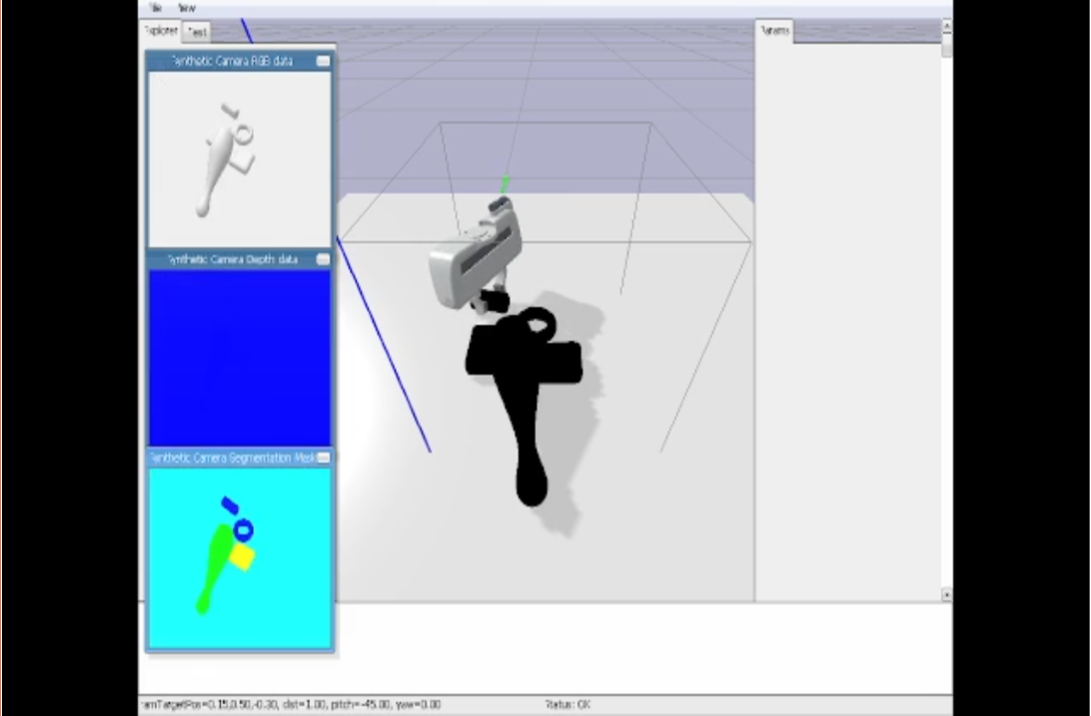 File View
Explorer Test
Params
Synthetic Camera RGB data
Synthetic Camera Depth data
Synthetic Camera Segmentation Mask
camTargetPos=0.15,0.50,-0.30, dist=1.00, pitch=-45.00, yaw=0.00 Status: OK